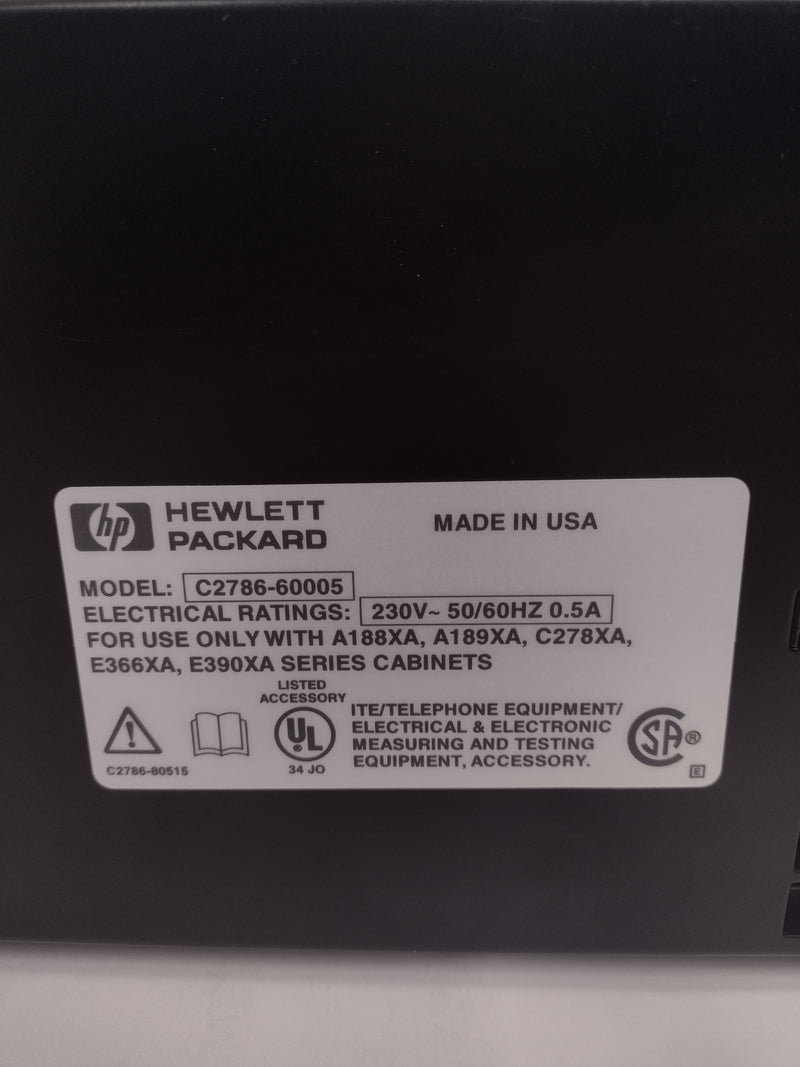 hp HEWLETT
PACKARD
MADE IN USA
MODEL: C2786-60005
ELECTRICAL RATINGS: 230V~ 50/60HZ 0.5A
FOR USE ONLY WITH A188XA, A189XA, C278XA,
E366XA, E390XA SERIES CABINETS
LISTED
ACCESSORY
UL
34 JO
ITE/TELEPHONE EQUIPMENT/
ELECTRICAL & ELECTRONIC
MEASURING AND TESTING
EQUIPMENT, ACCESSORY.
SA®
E
C2786-80515